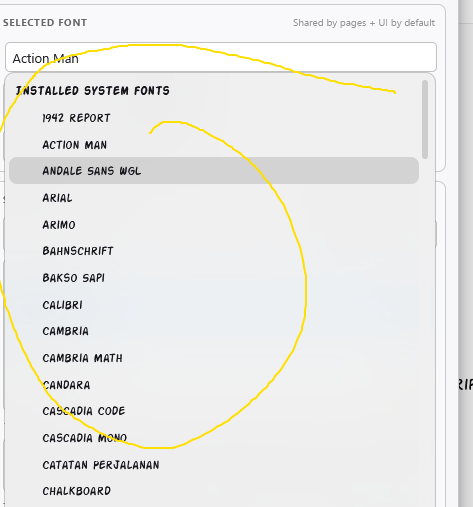 SELECTED FONT
Shared by pages + UI by default
Action Man
INSTALLED SYSTEM FONTS
1942 REPORT
ACTION MAN
ANDALE SANS WGL
ARIAL
ARIMO
BAHNSCHRIFT
BAKSO SAPI
CALIBRI
CAMBRIA
CAMBRIA MATH
CANDARA
CASCADIA CODE
CASCADIA MONO
CATATAN PERJALANAN
CHALKBOARD